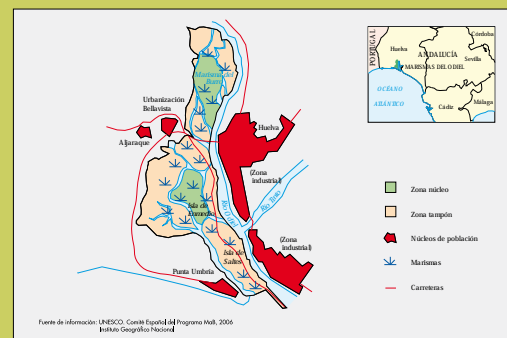 PORTUGAL
Huelva
Córdoba
ANDALUCÍA
Sevilla
MARISMAS DEL ODIEL
OCÉANO
ATLÁNTICO
Cádiz
Málaga
Marisma del
Burro
Urbanización
Bellavista
Aljaraque
Huelva
(Zona
industrial)
Isla de
Enmedio
Río Odiel
Río Tinto
Isla de
Saltés
(Zona
industrial)
Punta Umbría
Zona núcleo
Zona tampón
Núcleos de población
Marismas
Carreteras
Fuente de información: UNESCO. Comité Español del Programa MaB, 2006
Instituto Geográfico Nacional